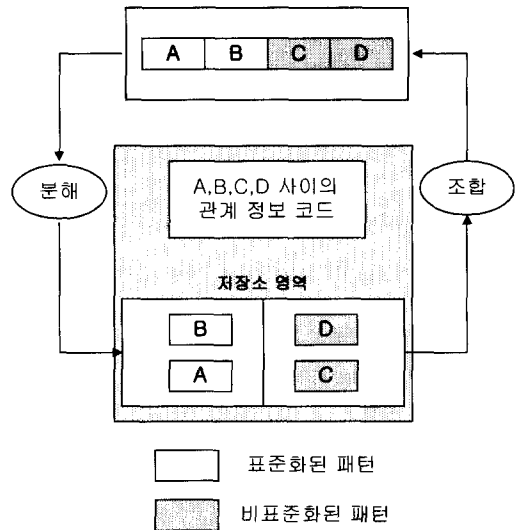 A B C D
분해
A,B,C,D 사이의
관계 정보 코드
조합
저장소 영역
B D
A C
표준화된 패턴
비표준화된 패턴